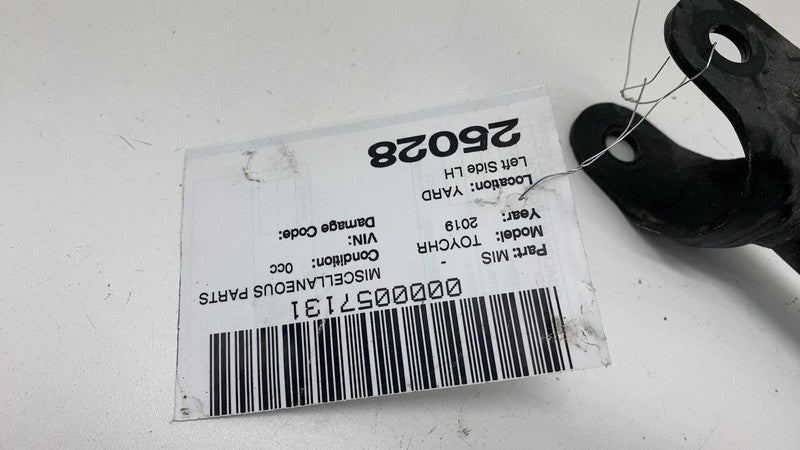 0000057131
MISCELLANEOUS PARTS
Part: MIS -
Condition: 0cc
Model: TOYCHR
VIN:
Year: 2019
Damage Code:
Location: YARD
Left Side LH
25028